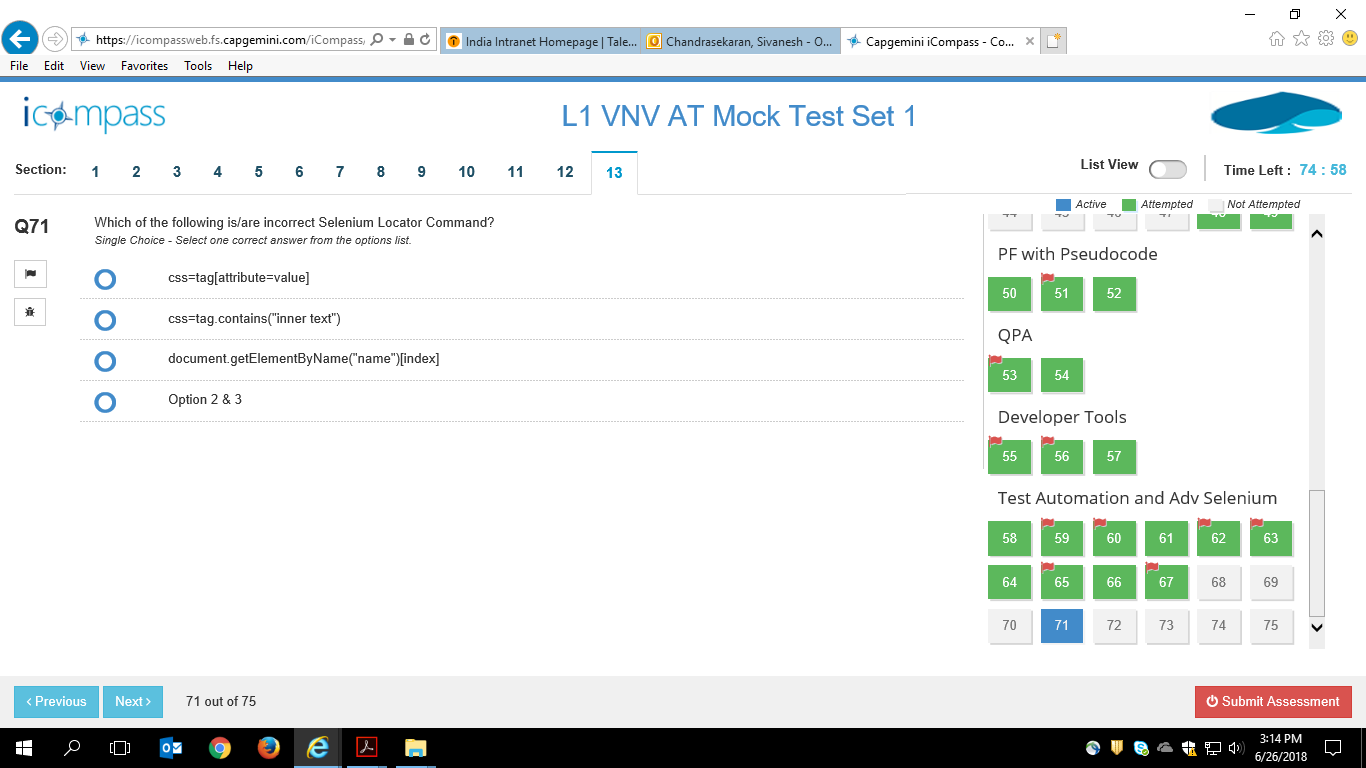 https://icompassweb.fs.capgemini.com/iCompass,
India Intranet Homepage | Tale...
Chandrasekaran, Sivanesh - O...
Capgemini iCompass - Co...
File Edit View Favorites Tools Help
icompass
L1 VNV AT Mock Test Set 1
Section: 1 2 3 4 5 6 7 8 9 10 11 12 13
List View
Time Left : 74 : 58
Active Attempted Not Attempted
Q71
Which of the following is/are incorrect Selenium Locator Command?
Single Choice - Select one correct answer from the options list.
css=tag[attribute=value]
css=tag.contains("inner text")
document.getElementByName("name")[index]
Option 2 & 3
44 45 46 47 48 49
PF with Pseudocode
50 51 52
QPA
53 54
Developer Tools
55 56 57
Test Automation and Adv Selenium
58 59 60 61 62 63
64 65 66 67 68 69
70 71 72 73 74 75
< Previous
Next >
71 out of 75
Submit Assessment
3:14 PM
6/26/2018